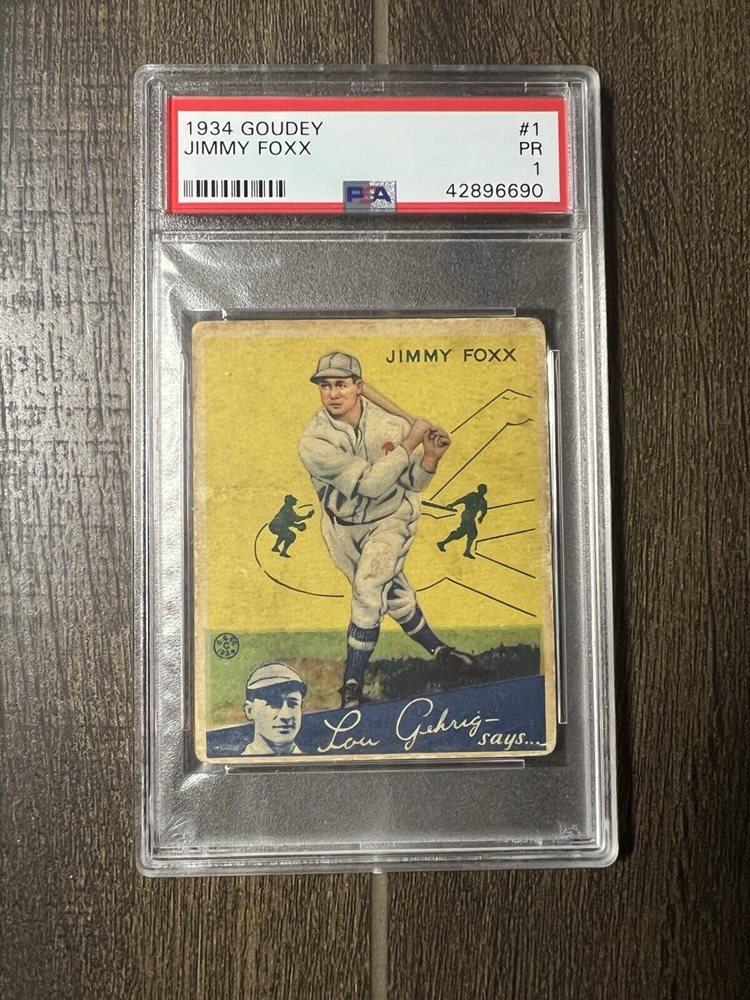 1934 GOUDEY #1
JIMMY FOXX PR
1
PSA 42896690
JIMMY FOXX
C
Lou Gehrig—
says...